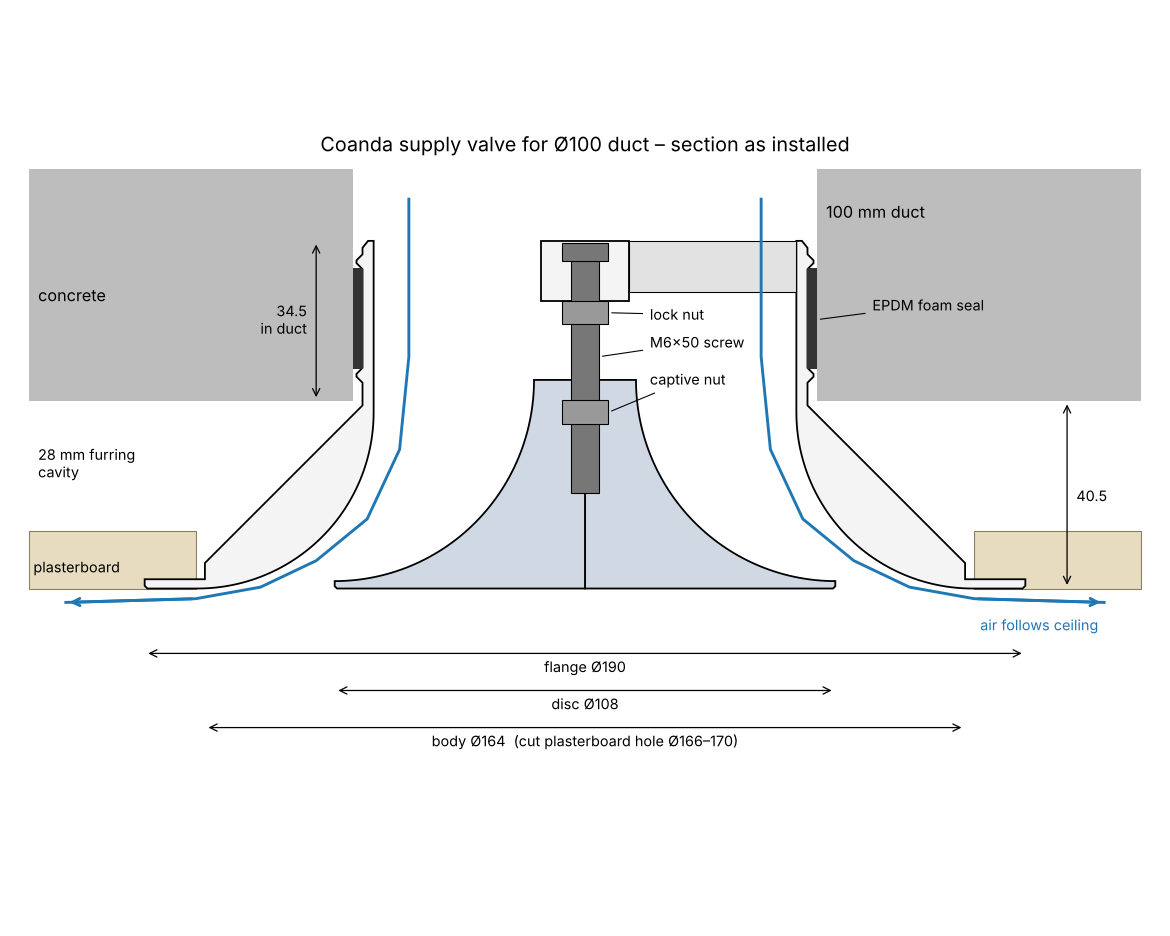 Coanda supply valve for Ø100 duct – section as installed
100 mm duct
concrete
34.5
in duct
EPDM foam seal
lock nut
M6×50 screw
captive nut
28 mm furring
cavity
40.5
plasterboard
air follows ceiling
flange Ø190
disc Ø108
body Ø164 (cut plasterboard hole Ø166–170)